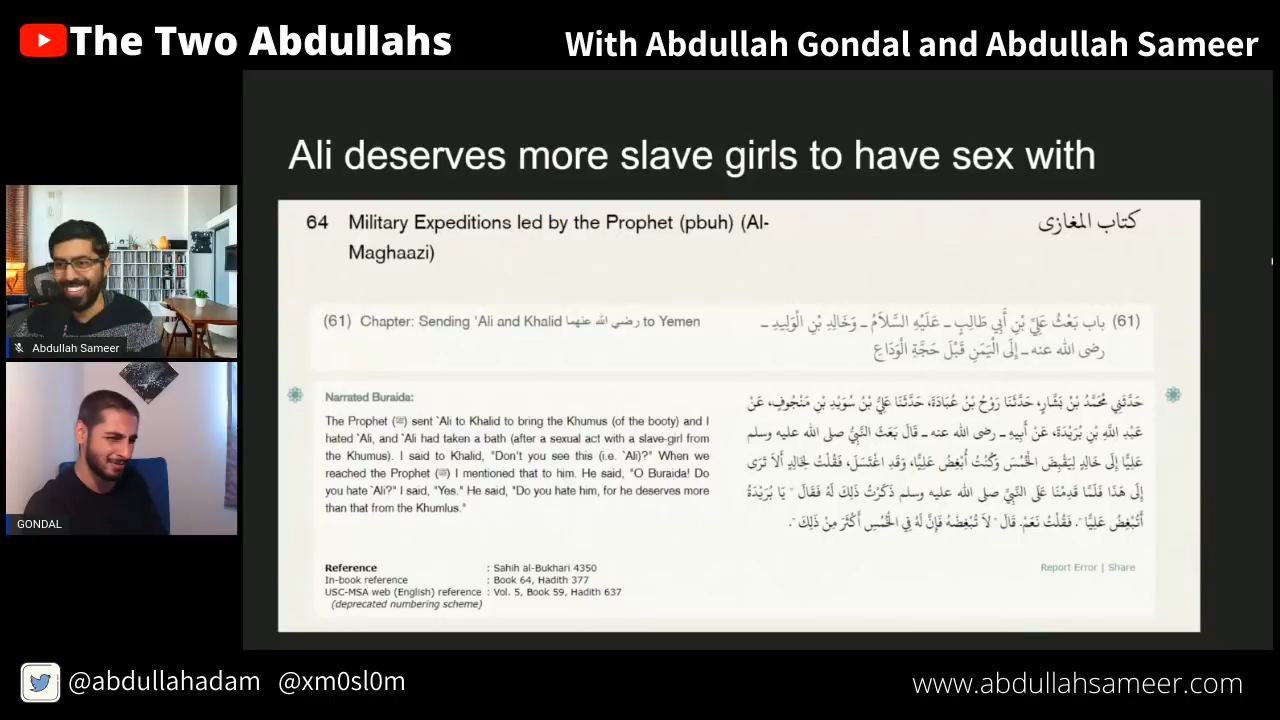 The Two Abdullahs
With Abdullah Gondal and Abdullah Sameer
Ali deserves more slave girls to have sex with
64 Military Expeditions led by the Prophet (pbuh) (Al-
Maghaazi)
كتاب المغازى
(61) Chapter: Sending 'Ali and Khalid رضي الله عنهما to Yemen
(61) باب بَعْثُ عَلِيِّ بْنِ أَبِي طَالِبٍ ـ عَلَيْهِ السَّلاَمُ ـ وَخَالِدِ بْنِ الْوَلِيدِ ـ
رضى الله عنه ـ إِلَى الْيَمَنِ قَبْلَ حَجَّةِ الْوَدَاعِ
Narrated Buraida:
The Prophet (ﷺ) sent `Ali to Khalid to bring the Khumus (of the booty) and I
hated `Ali, and `Ali had taken a bath (after a sexual act with a slave-girl from
the Khumus). I said to Khalid, "Don't you see this (i.e. `Ali)?" When we
reached the Prophet (ﷺ) I mentioned that to him. He said, "O Buraida! Do
you hate `Ali?" I said, "Yes." He said, "Do you hate him, for he deserves more
than that from the Khumlus."
حَدَّثَنِي مُحَمَّدُ بْنُ بَشَّارٍ، حَدَّثَنَا رَوْحُ بْنُ عُبَادَةَ، حَدَّثَنَا عَلِيُّ بْنُ سُوَيْدِ بْنِ مَنْجُوفٍ، عَنْ
عَبْدِ اللَّهِ بْنِ بُرَيْدَةَ، عَنْ أَبِيهِ ـ رضى الله عنه ـ قَالَ بَعَثَ النَّبِيُّ صلى الله عليه وسلم
عَلِيًّا إِلَى خَالِدٍ لِيَقْبِضَ الْخُمُسَ وَكُنْتُ أُبْغِضُ عَلِيًّا، وَقَدِ اغْتَسَلَ، فَقُلْتُ لِخَالِدٍ أَلاَ تَرَى
إِلَى هَذَا فَلَمَّا قَدِمْنَا عَلَى النَّبِيِّ صلى الله عليه وسلم ذَكَرْتُ ذَلِكَ لَهُ فَقَالَ " يَا بُرَيْدَةُ
أَتُبْغِضُ عَلِيًّا ". فَقُلْتُ نَعَمْ. قَالَ " لاَ تُبْغِضْهُ فَإِنَّ لَهُ فِي الْخُمُسِ أَكْثَرَ مِنْ ذَلِكَ ".
Reference : Sahih al-Bukhari 4350
In-book reference : Book 64, Hadith 377
USC-MSA web (English) reference : Vol. 5, Book 59, Hadith 637
(deprecated numbering scheme)
Report Error | Share
Abdullah Sameer
GONDAL
@abdullahadam @xm0sl0m
www.abdullahsameer.com